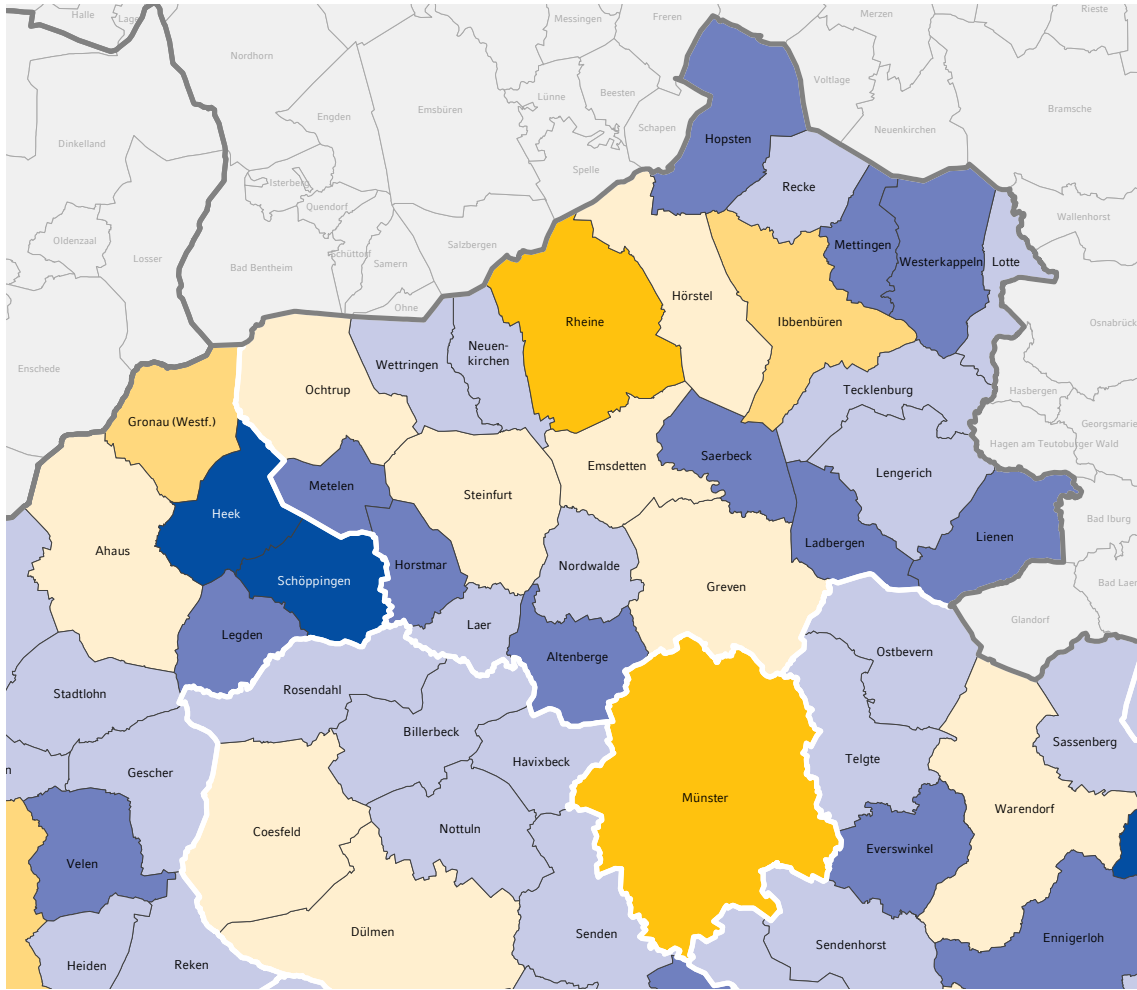 Halle
Lage
Messingen
Freren
Merzen
Rieste
Nordhorn
Voltlage
Lünne
Beesten
Emsbüren
Bramsche
Engden
Schapen
Neuenkirchen
Dinkelland
Hopsten
Spelle
Isterberg
Recke
Quendorf
Wallenhorst
Oldenzaal
Salzbergen
Mettingen
Losser
Schüttorf
Samern
Westerkappeln
Lotte
Bad Bentheim
Hörstel
Ohne
Rheine
Ibbenbüren
Osnabrück
Neuen-
kirchen
Wettringen
Enschede
Ochtrup
Tecklenburg
Hasbergen
Gronau (Westf.)
Georgsmarie
Hagen am Teutoburger Wald
Saerbeck
Emsdetten
Lengerich
Metelen
Steinfurt
Heek
Bad Iburg
Lienen
Ladbergen
Ahaus
Horstmar
Nordwalde
Schöppingen
Bad Laer
Greven
Glandorf
Laer
Legden
Ostbevern
Altenberge
Rosendahl
Stadtlohn
Billerbeck
Sassenberg
Telgte
Havixbeck
n
Gescher
Münster
Warendorf
Nottuln
Coesfeld
Everswinkel
Velen
Dülmen
Senden
Ennigerloh
Sendenhorst
Heiden
Reken